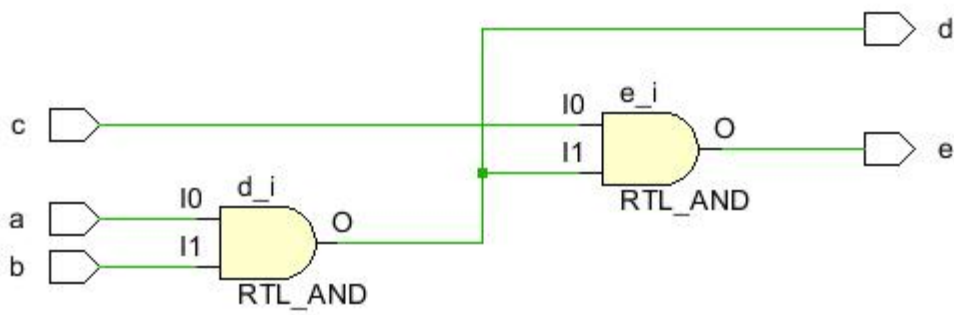 d
c
I0
e_i
I1
O
e
RTL_AND
a
I0
d_i
b
I1
O
RTL_AND